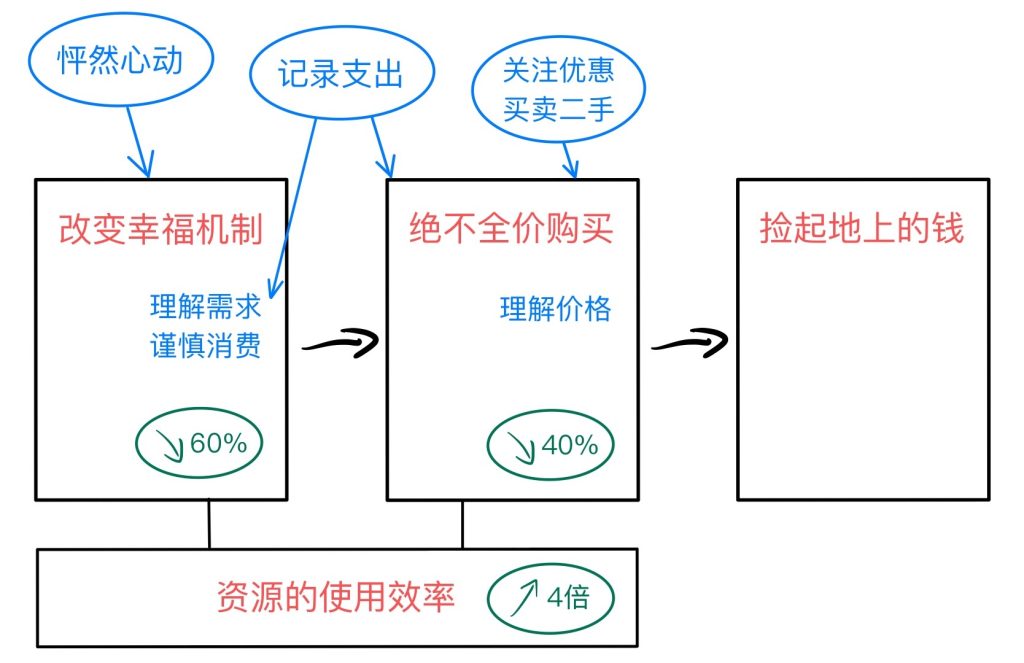 怦然心动
记录支出
关注优惠
买卖二手
改变幸福机制
绝不全价购买
捡起地上的钱
理解需求
谨慎消费
理解价格
60%
40%
资源的使用效率
4倍